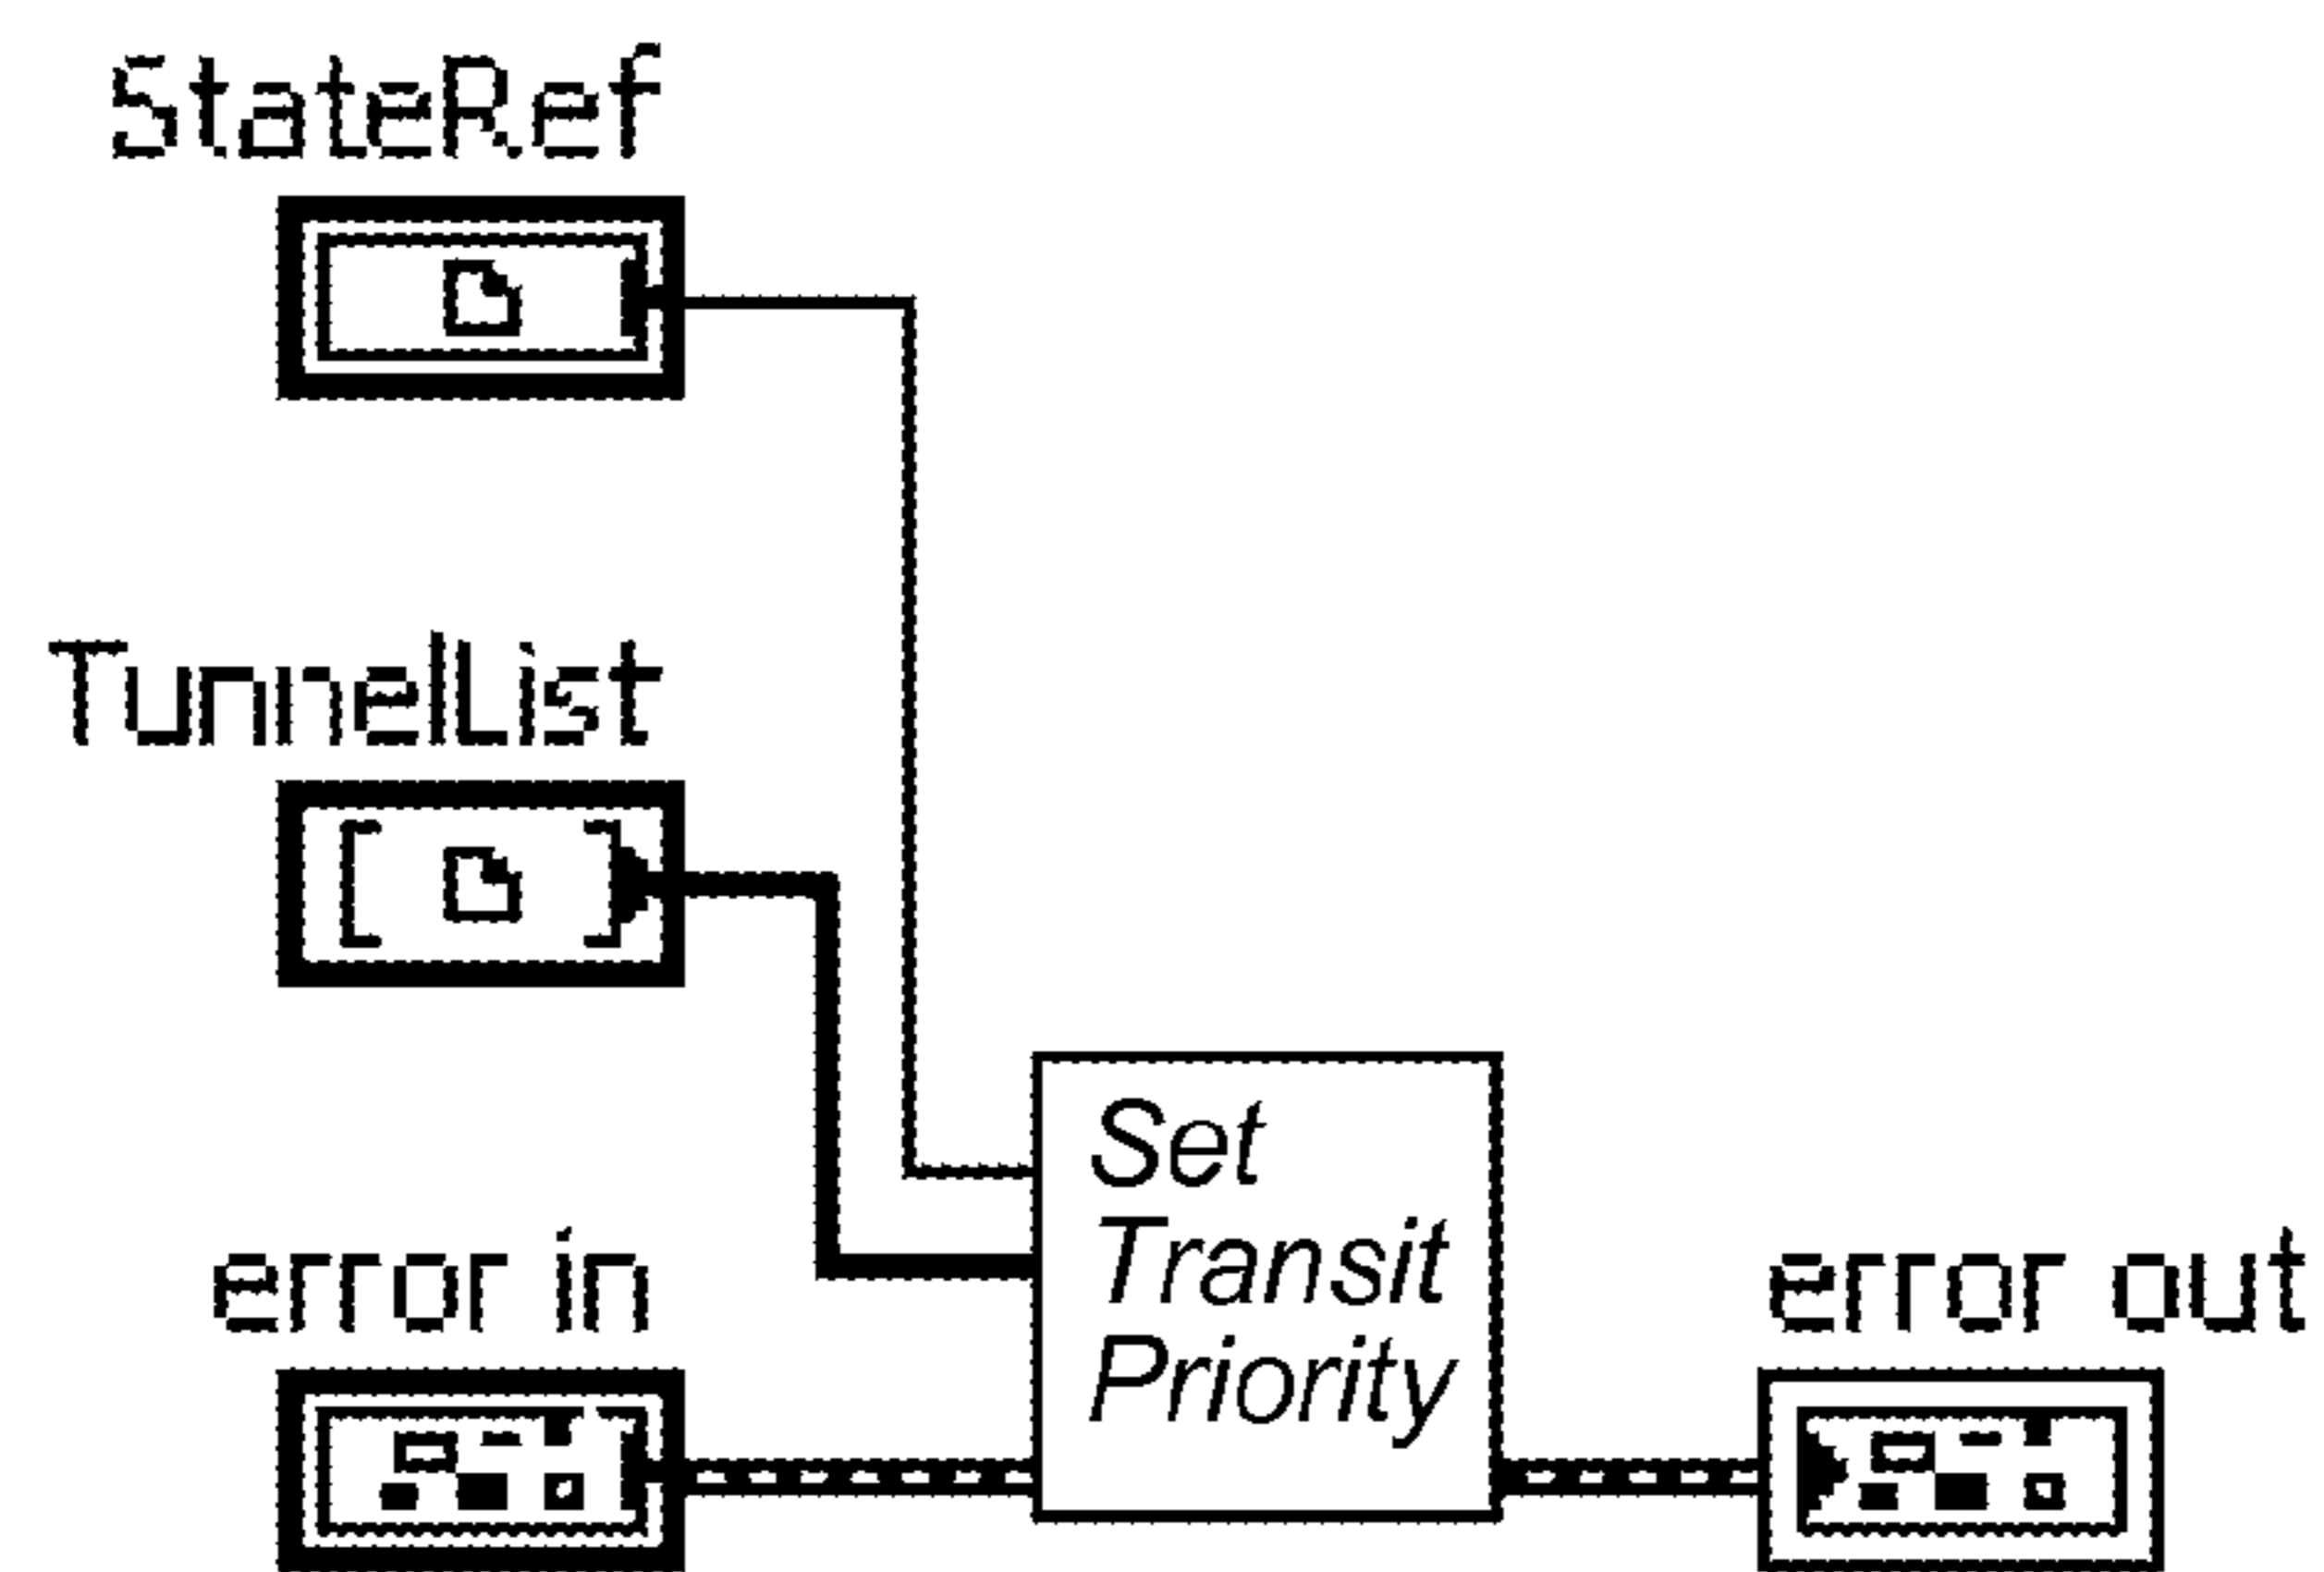 StateRef
TunnelList
Set
Transit
Priority
error in
error out